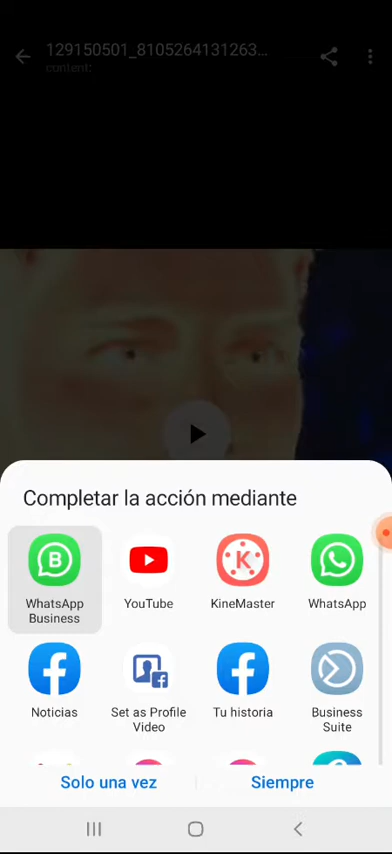 129150501_8105264131263...
content:
Completar la acción mediante
WhatsApp
Business
YouTube
KineMaster
WhatsApp
Noticias
Set as Profile
Video
Tu historia
Business
Suite
Solo una vez
Siempre